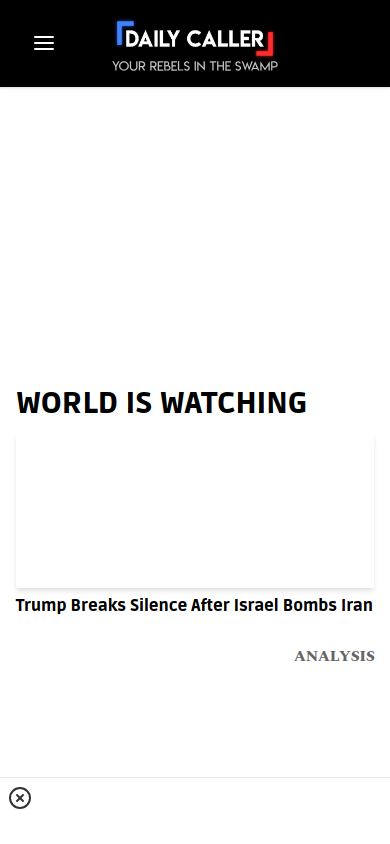 DAILY CALLER
YOUR REBELS IN THE SWAMP
WORLD IS WATCHING
Trump Breaks Silence After Israel Bombs Iran
ANALYSIS